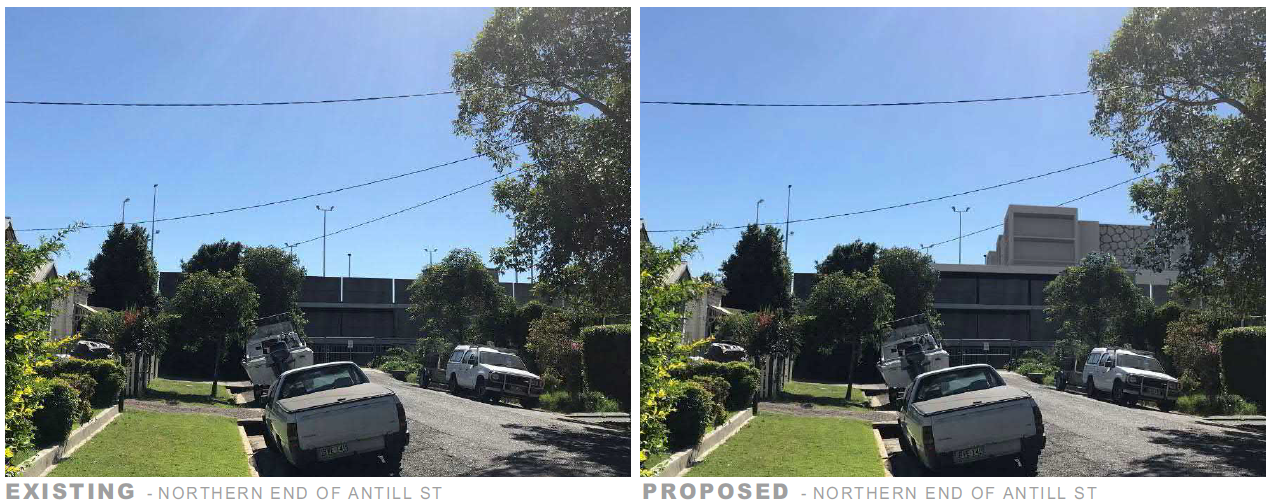 EXISTING - NORTHERN END OF ANTILL ST
PROPOSED - NORTHERN END OF ANTILL ST